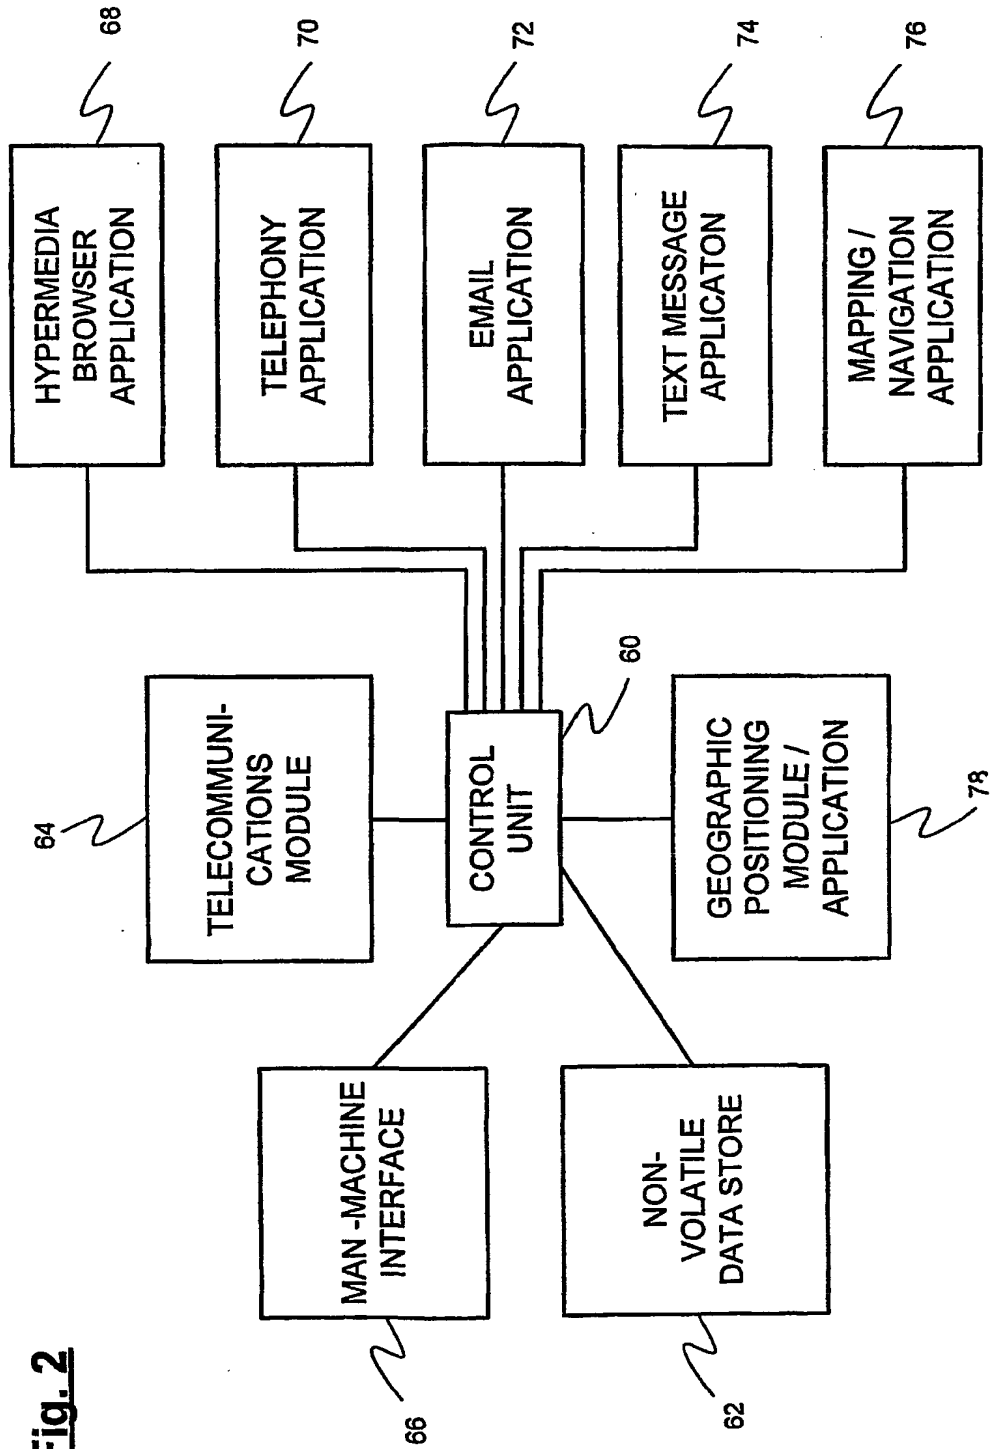 Fig. 2
66
MAN -MACHINE
INTERFACE
62
NON-
VOLATILE
DATA STORE
64
TELECOMMUNI-
CATIONS
MODULE
CONTROL
UNIT
60
GEOGRAPHIC
POSITIONING
MODULE /
APPLICATION
78
HYPERMEDIA
BROWSER
APPLICATION
68
TELEPHONY
APPLICATION
70
EMAIL
APPLICATION
72
TEXT MESSAGE
APPLICATON
74
MAPPING /
NAVIGATION
APPLICATION
76